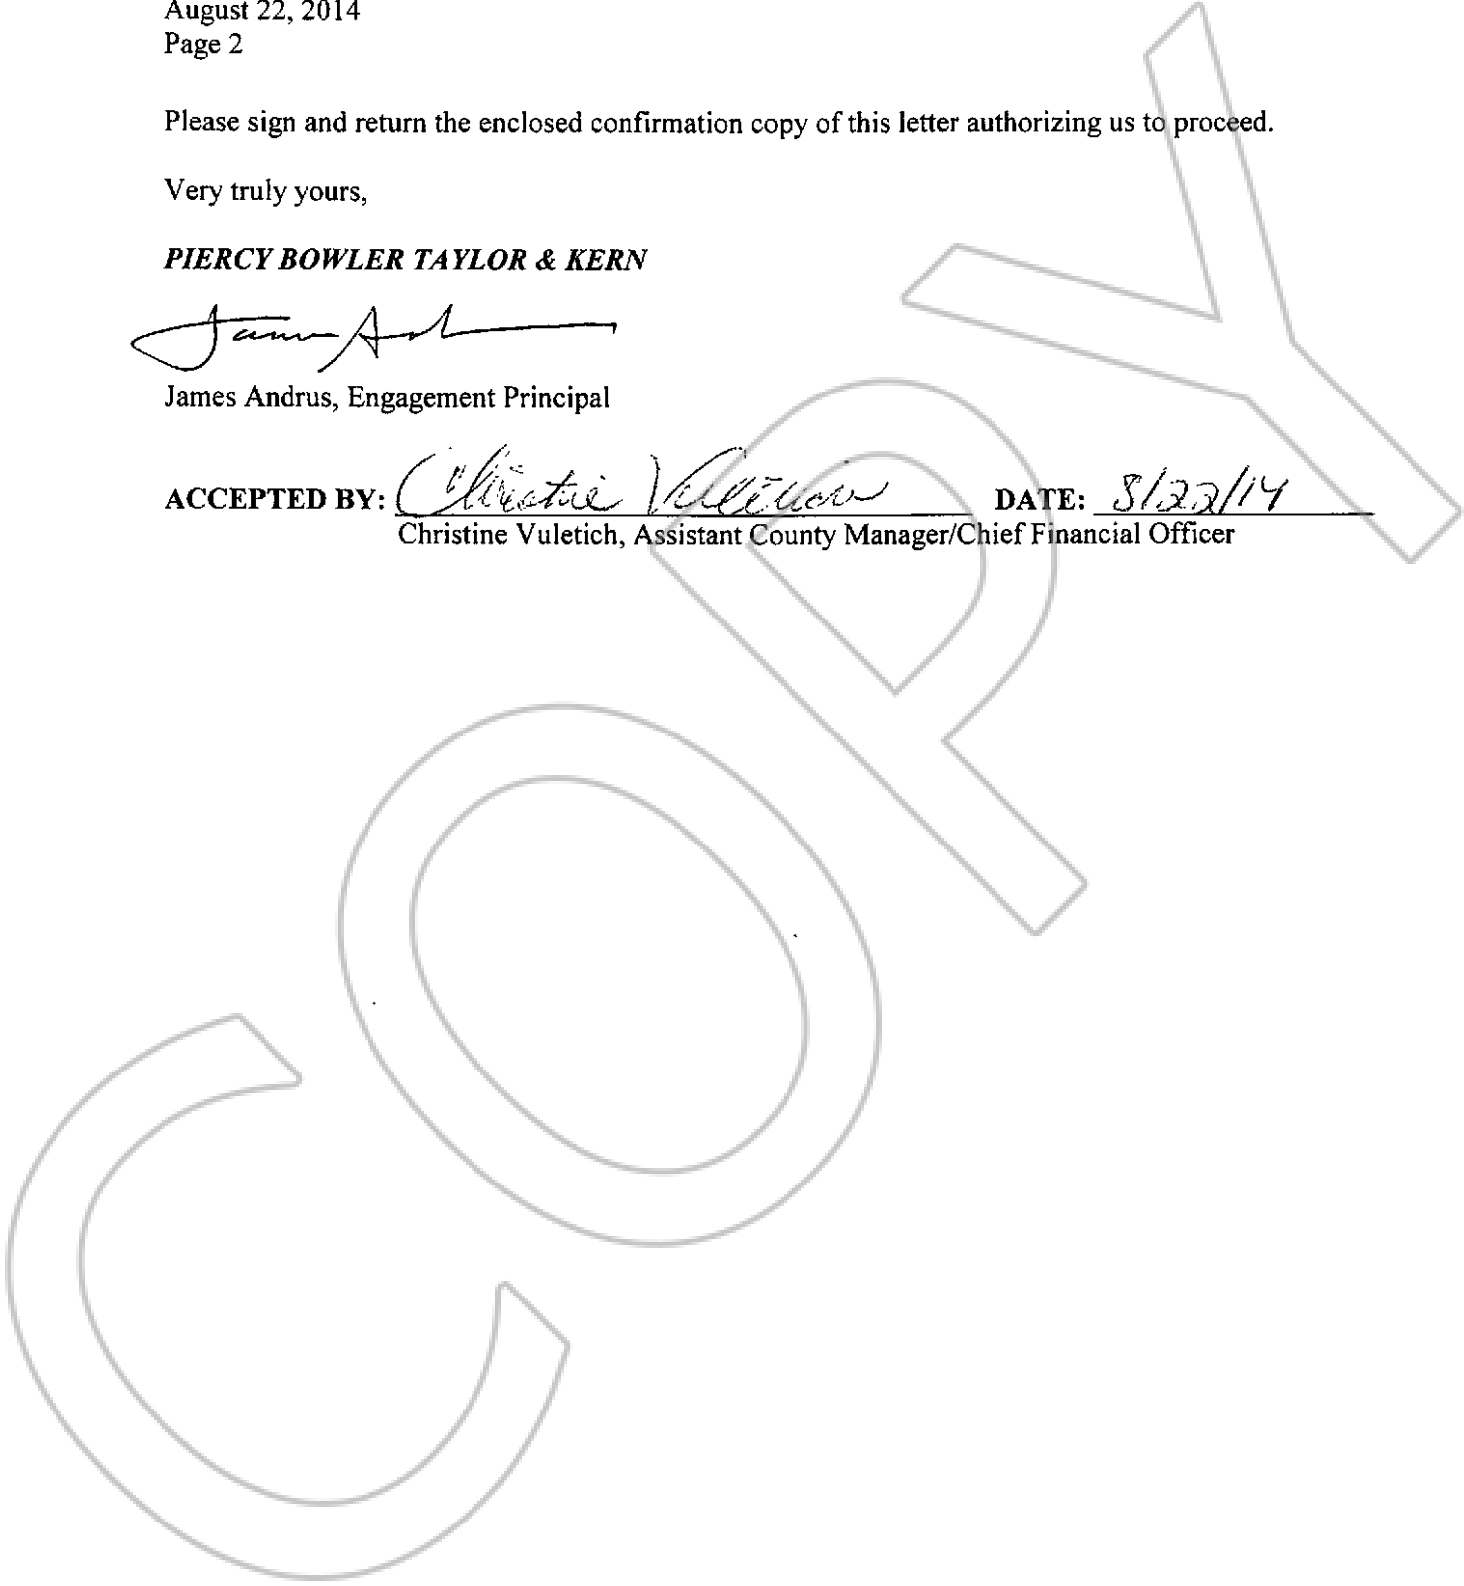 August 22, 2014
Page 2
Please sign and return the enclosed confirmation copy of this letter authorizing us to proceed.
Very truly yours,
PIERCY BOWLER TAYLOR & KERN
James Andrus, Engagement Principal
ACCEPTED BY: Christine Vuletich DATE: 8/22/14
Christine Vuletich, Assistant County Manager/Chief Financial Officer
COPY